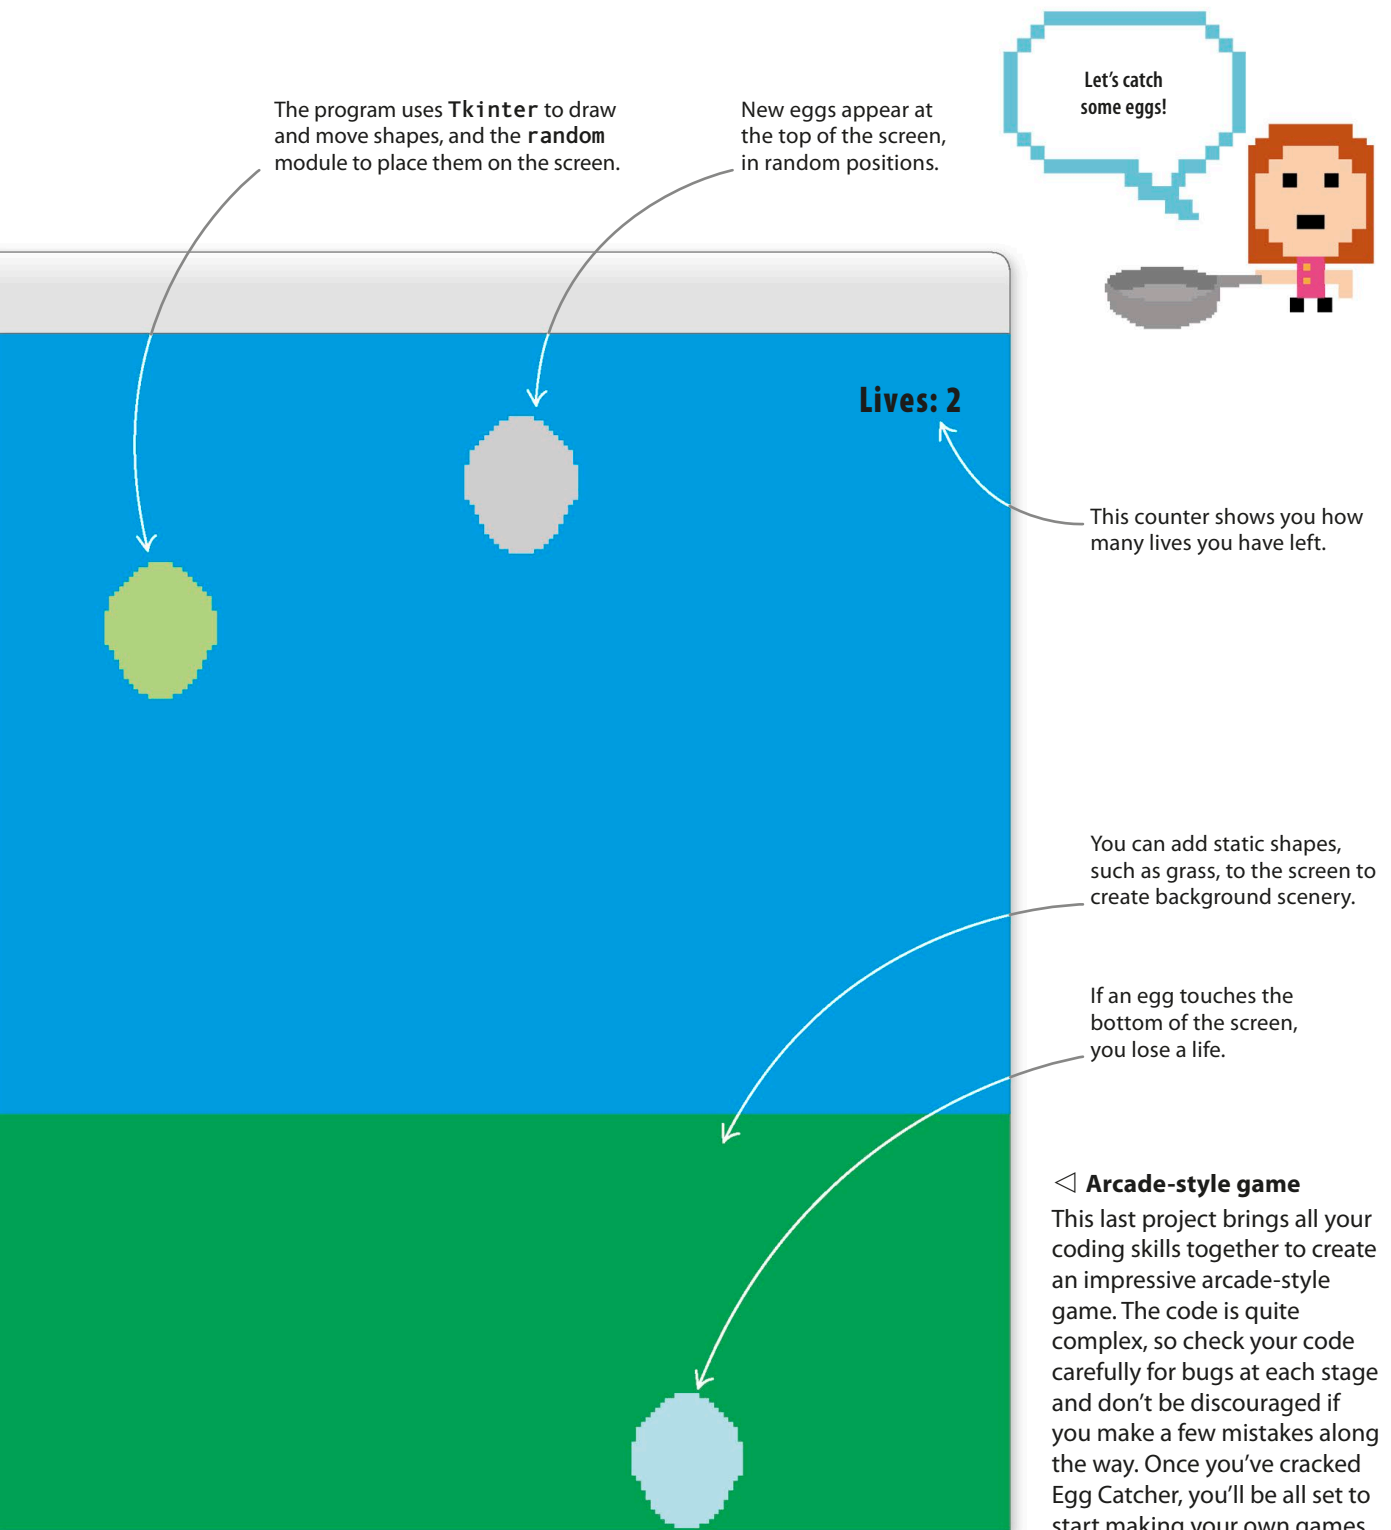 Let's catch
some eggs!
The program uses Tkinter to draw
and move shapes, and the random
module to place them on the screen.
New eggs appear at
the top of the screen,
in random positions.
Lives: 2
This counter shows you how
many lives you have left.
You can add static shapes,
such as grass, to the screen to
create background scenery.
If an egg touches the
bottom of the screen,
you lose a life.
◁ Arcade-style game
This last project brings all your
coding skills together to create
an impressive arcade-style
game. The code is quite
complex, so check your code
carefully for bugs at each stage
and don't be discouraged if
you make a few mistakes along
the way. Once you've cracked
Egg Catcher, you'll be all set to
start making your own games.